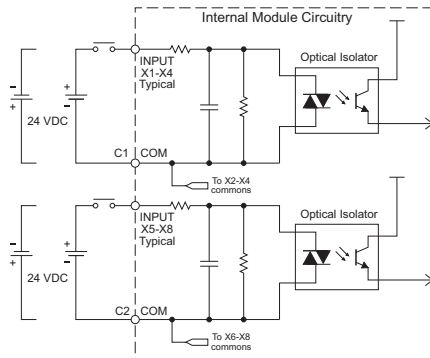 Internal Module Circuitry
INPUT
X1-X4
Typical
Optical Isolator
- + + -
24 VDC
C1 COM
To X2-X4
commons
INPUT
X5-X8
Typical
Optical Isolator
- + + -
24 VDC
C2 COM
To X6-X8
commons